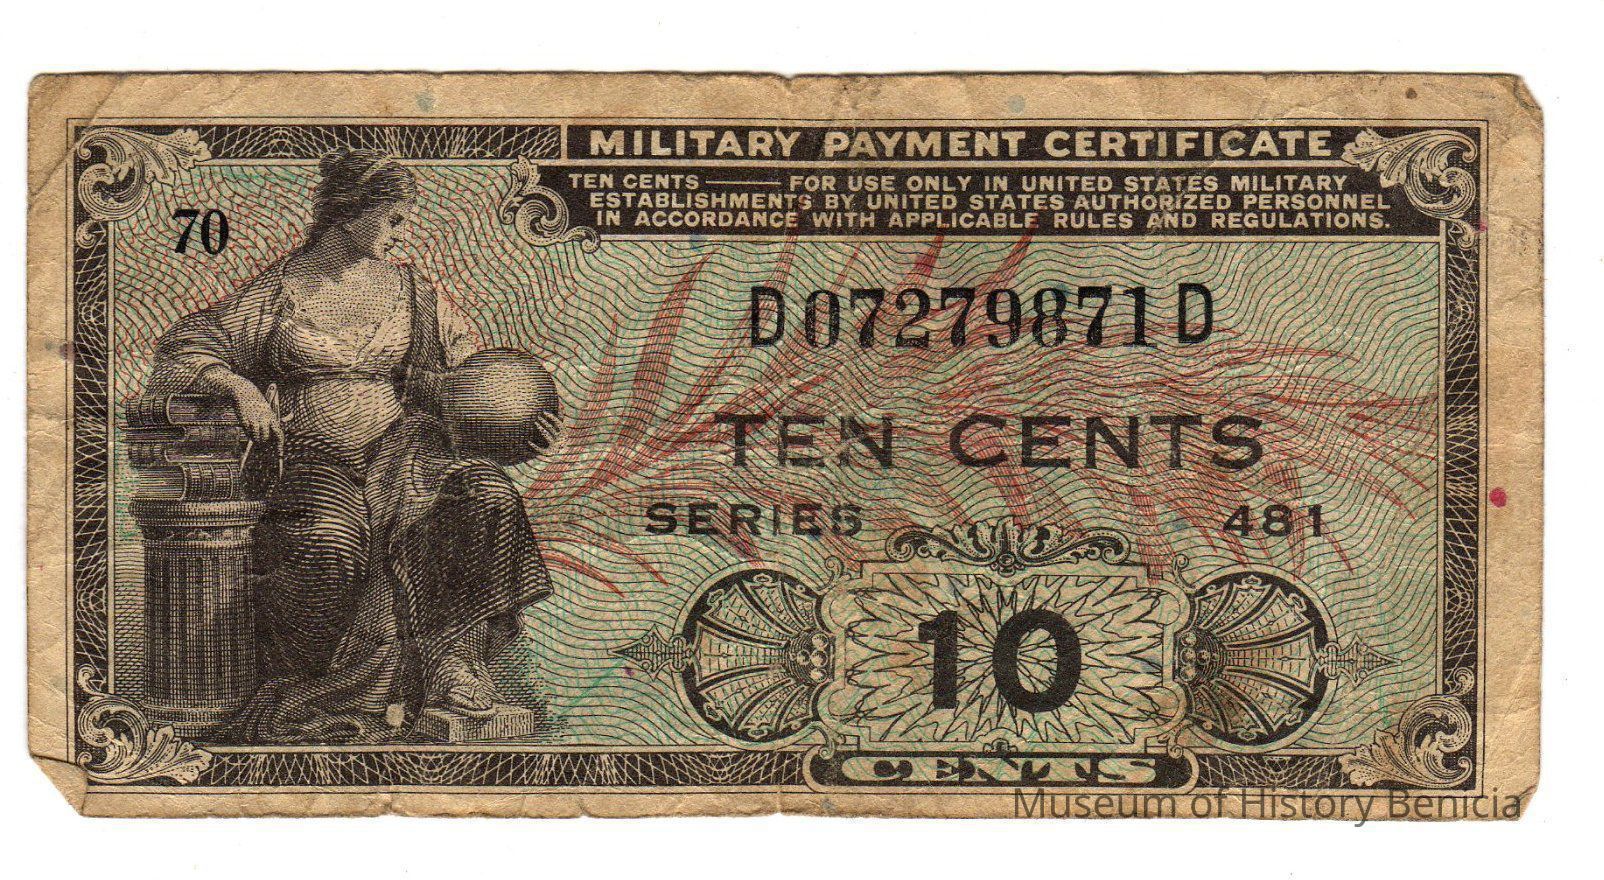 MILITARY PAYMENT CERTIFICATE
TEN CENTS —— FOR USE ONLY IN UNITED STATES MILITARY
ESTABLISHMENTS BY UNITED STATES AUTHORIZED PERSONNEL
IN ACCORDANCE WITH APPLICABLE RULES AND REGULATIONS.
70
D07279871D
TEN CENTS
SERIES 481
10
CENTS
Museum of History Benicia